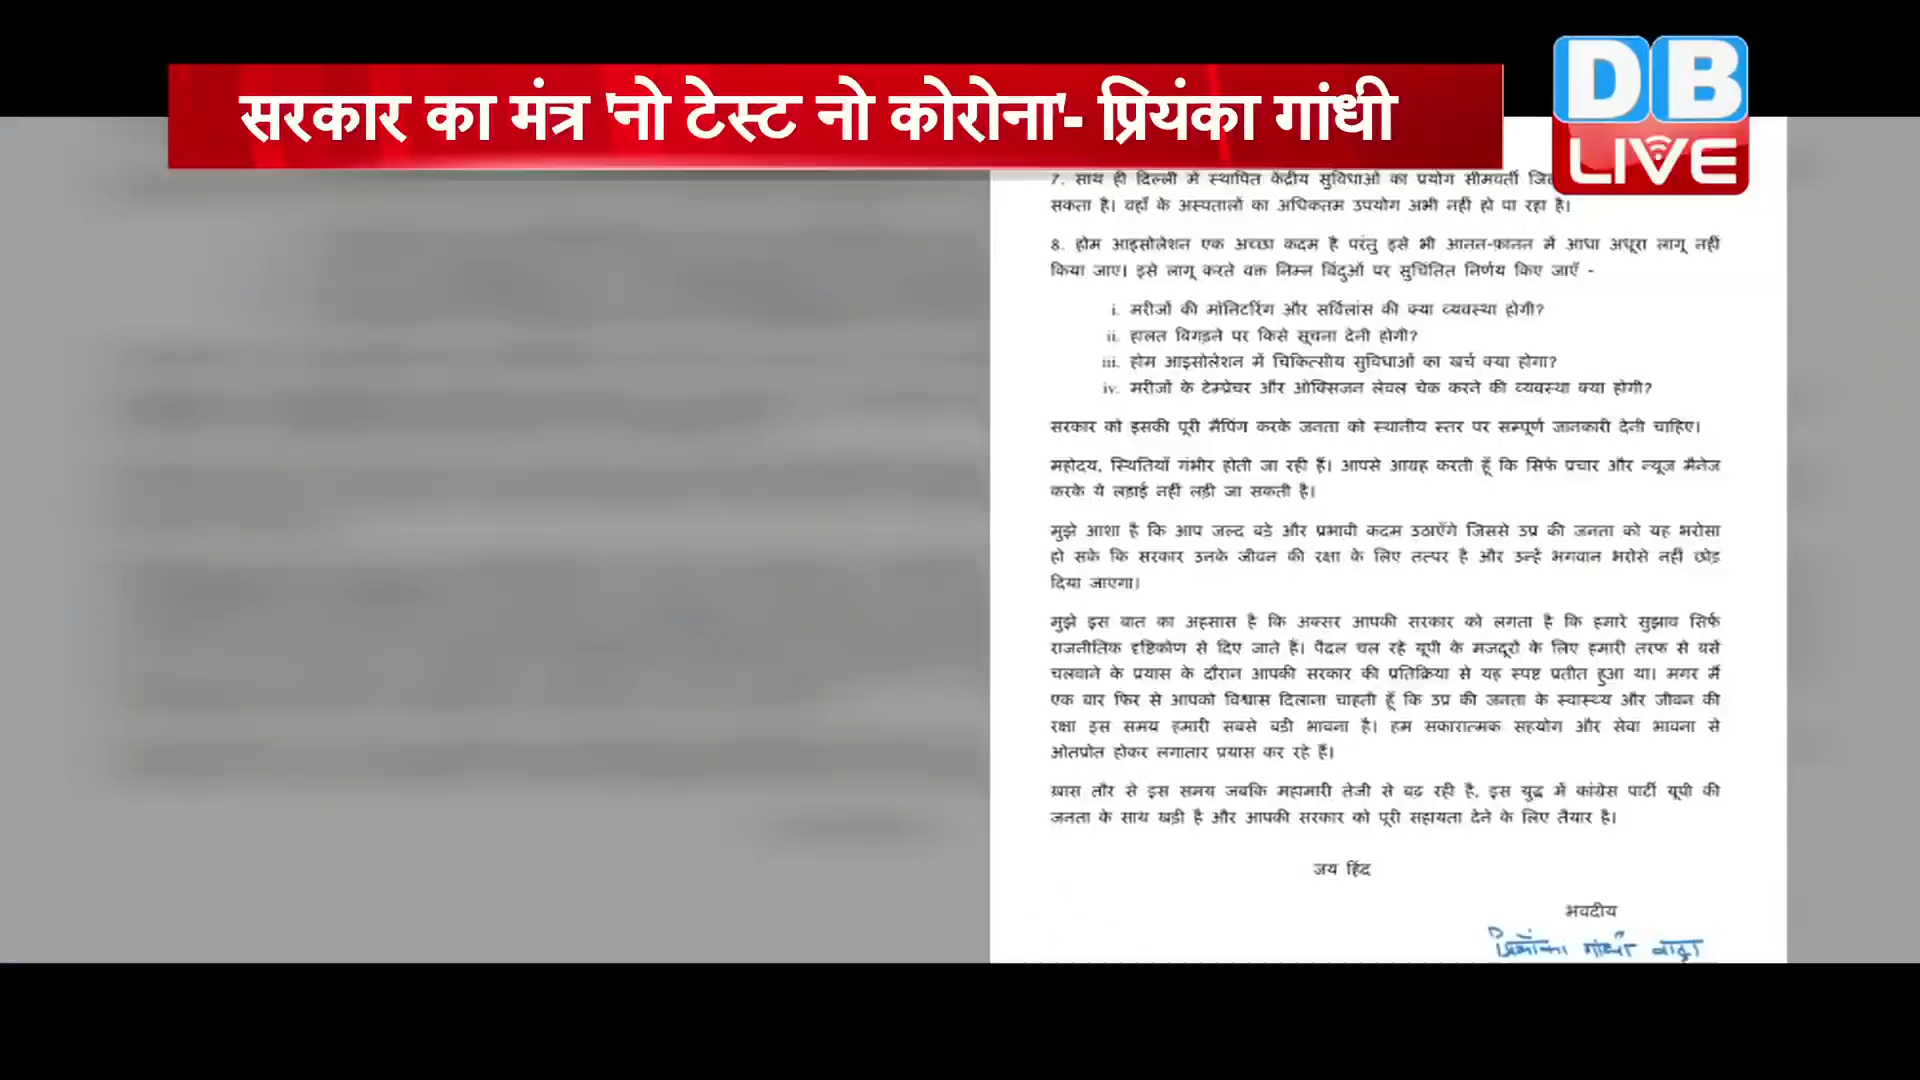 सरकार का मंत्र 'नो टेस्ट नो कोरोना'- प्रियंका गांधी
DB
LIVE
7. साथ ही दिल्ली में स्थापित केंद्रीय सुविधाओं का प्रयोग सीमवर्ती
सकता है। वहाँ के अस्पतालों का अधिकतम उपयोग अभी नहीं हो पा रहा है।
8. होम आइसोलेशन एक अच्छा कदम है परंतु इसे भी आनन-फ़ानन में आधा अधूरा लागू नहीं
किया जाए। इसे लागू करते वक्त निम्न बिंदुओं पर सुचिंतित निर्णय किए जाएँ -
i. मरीजों की मॉनिटरिंग और सर्विलांस की क्या व्यवस्था होगी?
ii. हालत बिगड़ने पर किसे सूचना देनी होगी?
iii. होम आइसोलेशन में चिकित्सीय सुविधाओं का खर्च क्या होगा?
iv. मरीजों के टेम्प्रेचर और ओक्सिजन लेवल चेक करने की व्यवस्था क्या होगी?
सरकार को इसकी पूरी मैपिंग करके जनता को स्थानीय स्तर पर सम्पूर्ण जानकारी देनी चाहिए।
महोदय, स्थितियाँ गंभीर होती जा रही हैं। आपसे आग्रह करती हूँ कि सिर्फ प्रचार और न्यूज मैनेज
करके ये लड़ाई नहीं लड़ी जा सकती है।
मुझे आशा है कि आप जल्द बड़े और प्रभावी कदम उठाएँगे जिससे उप्र की जनता को यह भरोसा
हो सके कि सरकार उनके जीवन की रक्षा के लिए तत्पर है और उन्हें भगवान भरोसे नहीं छोड़
दिया जाएगा।
मुझे इस बात का अहसास है कि अक्सर आपकी सरकार को लगता है कि हमारे सुझाव सिर्फ
राजनीतिक दृष्टिकोण से दिए जाते हैं। पैदल चल रहे यूपी के मजदूरों के लिए हमारी तरफ से बसें
चलवाने के प्रयास के दौरान आपकी सरकार की प्रतिक्रिया से यह स्पष्ट प्रतीत हुआ था। मगर मैं
एक बार फिर से आपको विश्वास दिलाना चाहती हूँ कि उप्र की जनता के स्वास्थ्य और जीवन की
रक्षा इस समय हमारी सबसे बड़ी भावना है। हम सकारात्मक सहयोग और सेवा भावना से
ओतप्रोत होकर लगातार प्रयास कर रहे हैं।
ख़ास तौर से इस समय जबकि महामारी तेजी से बढ़ रही है, इस युद्ध में कांग्रेस पार्टी यूपी की
जनता के साथ खड़ी है और आपकी सरकार को पूरी सहायता देने के लिए तैयार है।
जय हिंद
भवदीय
प्रियंका गांधी वाड्रा